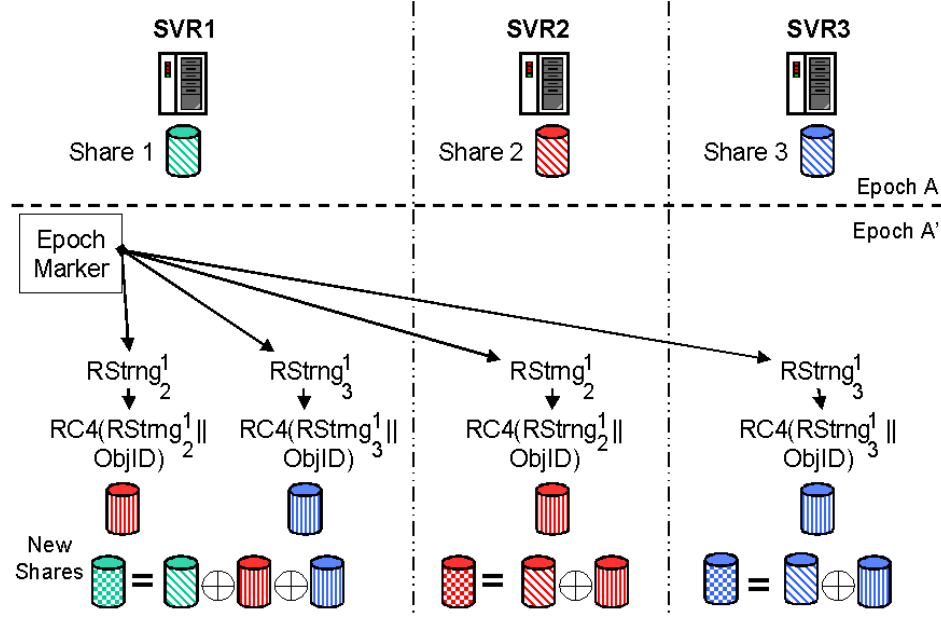 SVR1 SVR2 SVR3
Share 1 Share 2 Share 3
Epoch A
Epoch A'
Epoch
Marker
RStrng¹₂ RStrng¹₃ RStrng¹₂ RStrng¹₃
RC4(RStrng¹₂|| RC4(RStrng¹₃|| RC4(RStrng¹₂|| RC4(RStrng¹₃||
ObjID) ObjID) ObjID) ObjID)
New
Shares = ⊕ ⊕ = ⊕ = ⊕